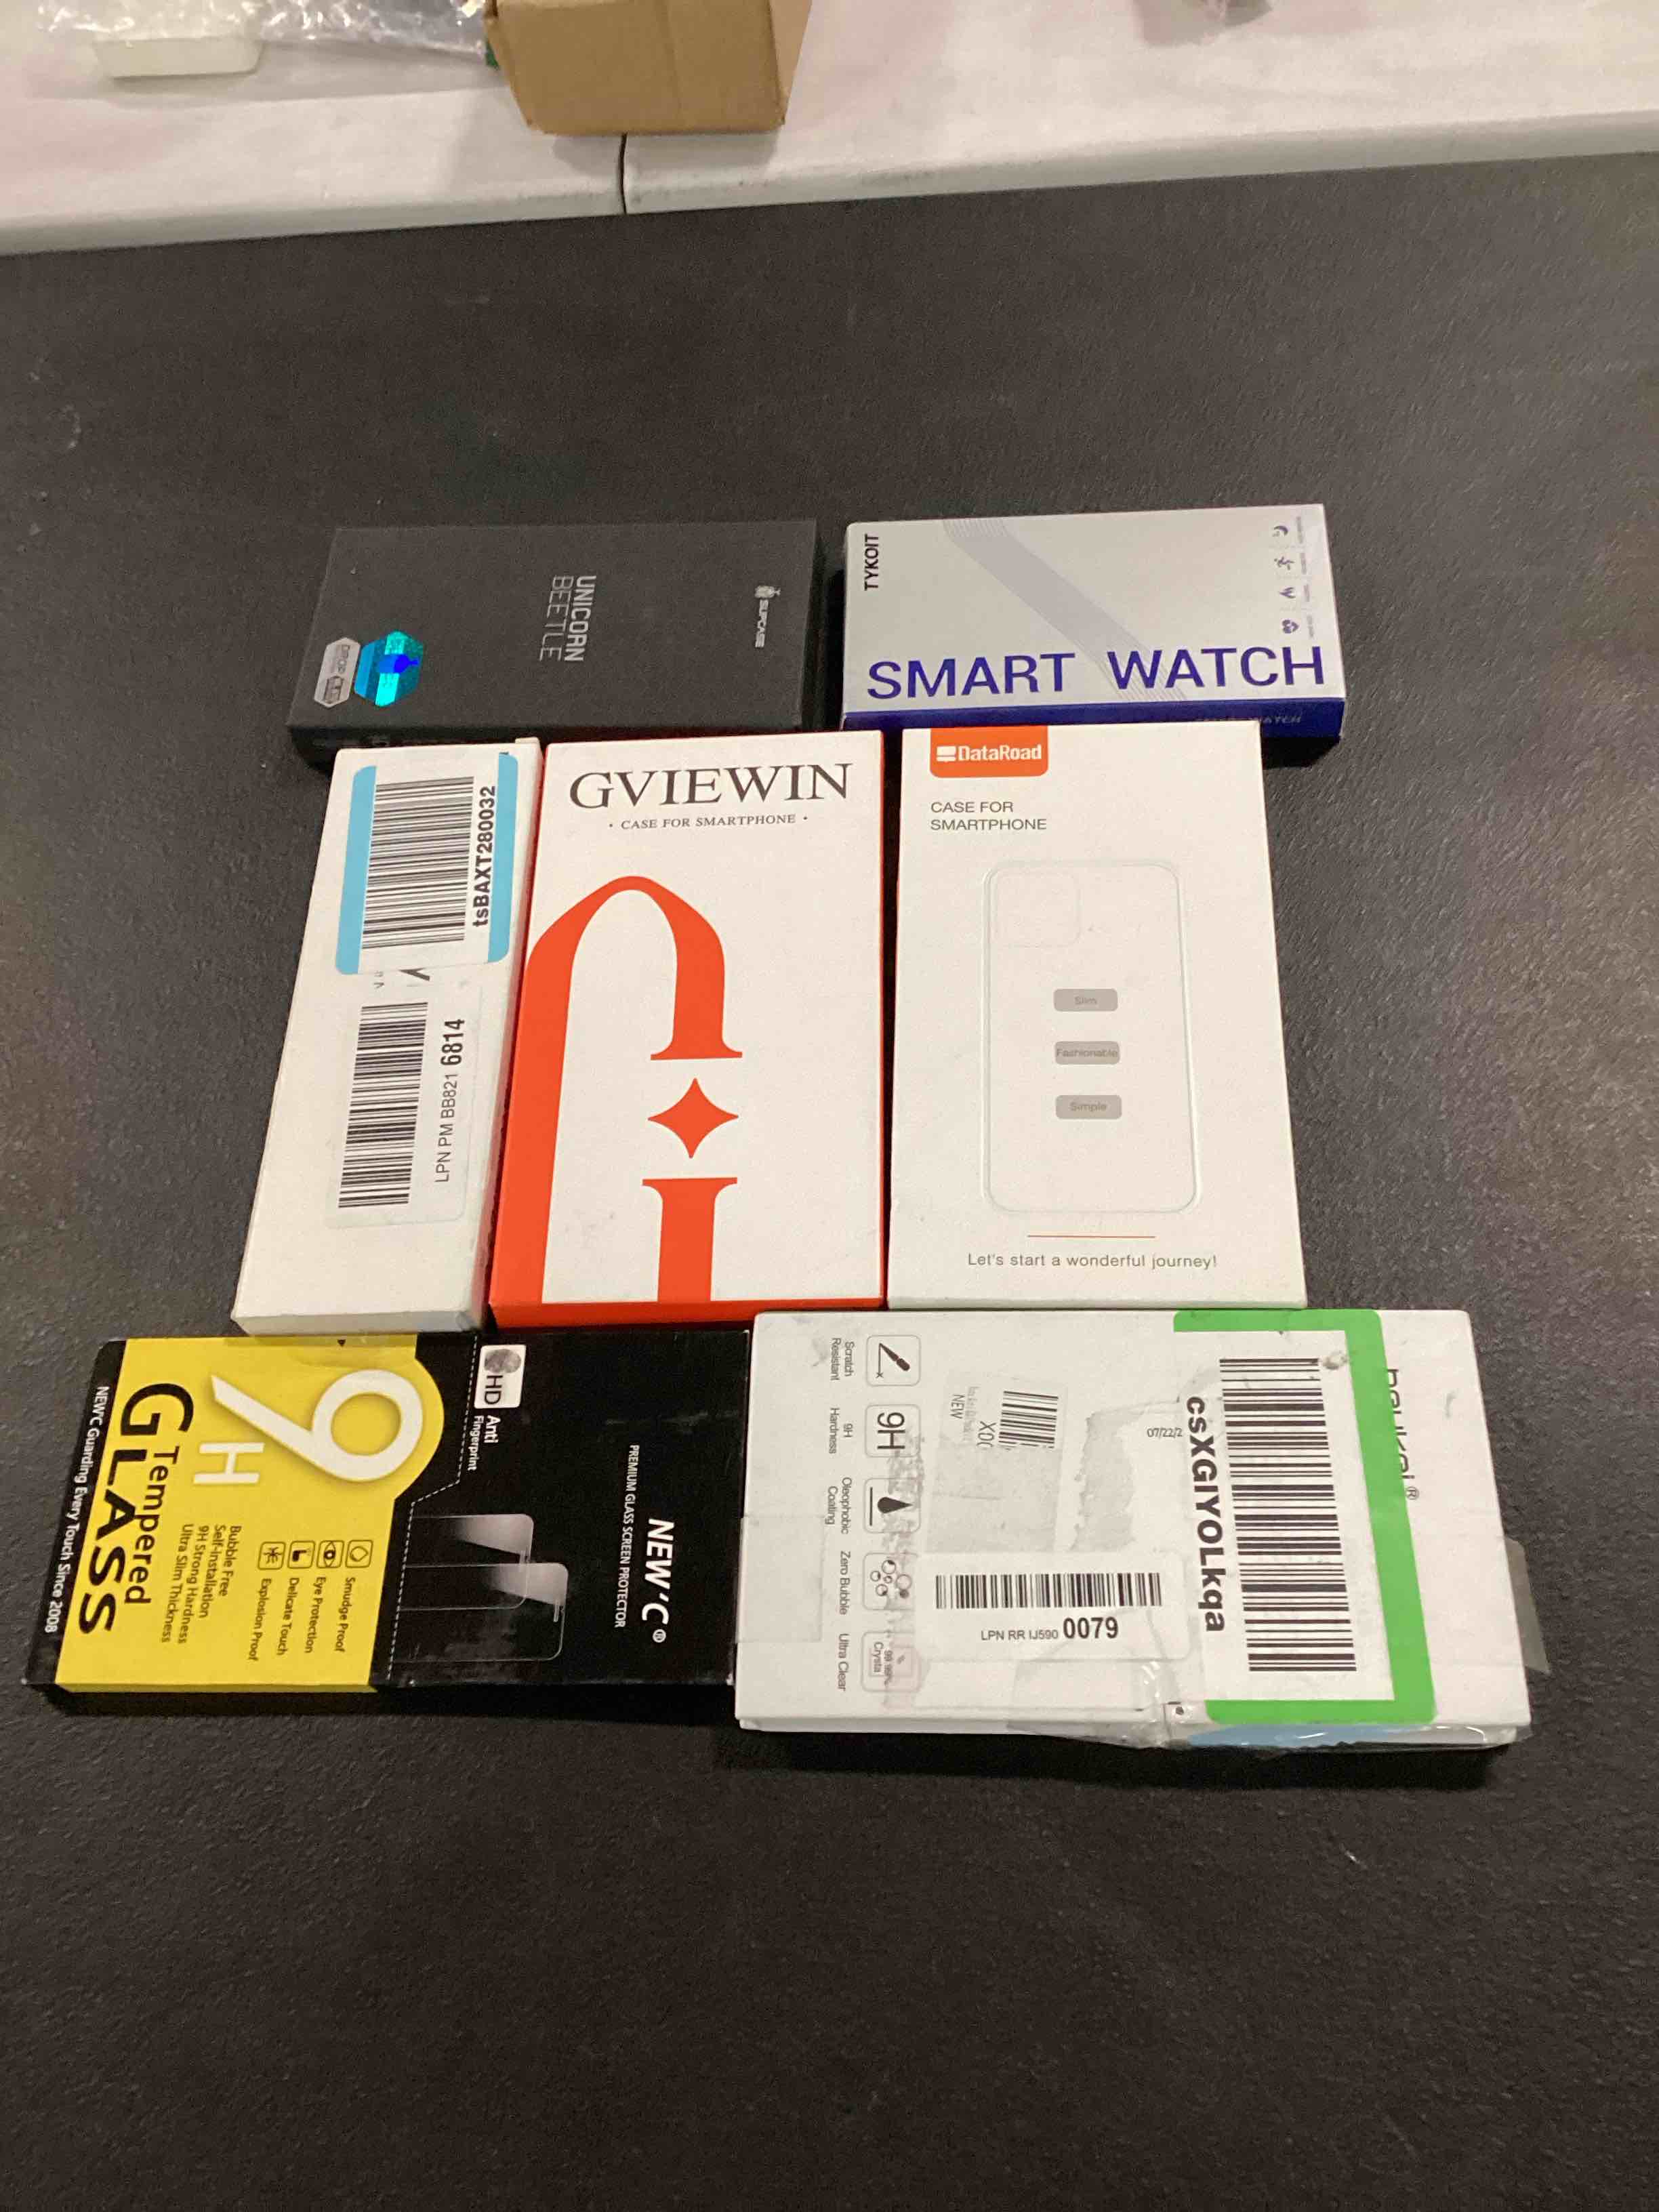 SUPCASE
UNICORN
BEETLE
TYKOIT
SMART WATCH
tsBAXT280032
LPN PM BB821 6814
GVIEWIN
• CASE FOR SMARTPHONE •
DataRoad
CASE FOR
SMARTPHONE
Slim
Fashionable
Simple
Let's start a wonderful journey!
NEW'C®
PREMIUM GLASS SCREEN PROTECTOR
HD Anti
Fingerprint
9H
Smudge Proof
Eye Protection
Delicate Touch
Explosion Proof
Bubble Free
Self-Installation
9H Strong Hardness
Ultra Slim Thickness
Tempered
GLASS
NEW'C Guarding Every Touch Since 2008
csXGIYOLkqa
07/22/2
NEW
LPN RR IJ590 0079
9H
Scratch
Resistant
9H
Hardness
Oleophobic
Coating
Zero Bubble
Ultra Clear